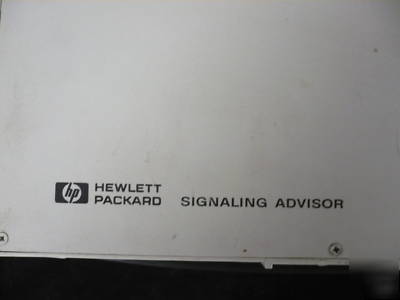 hp HEWLETT
PACKARD SIGNALING ADVISOR